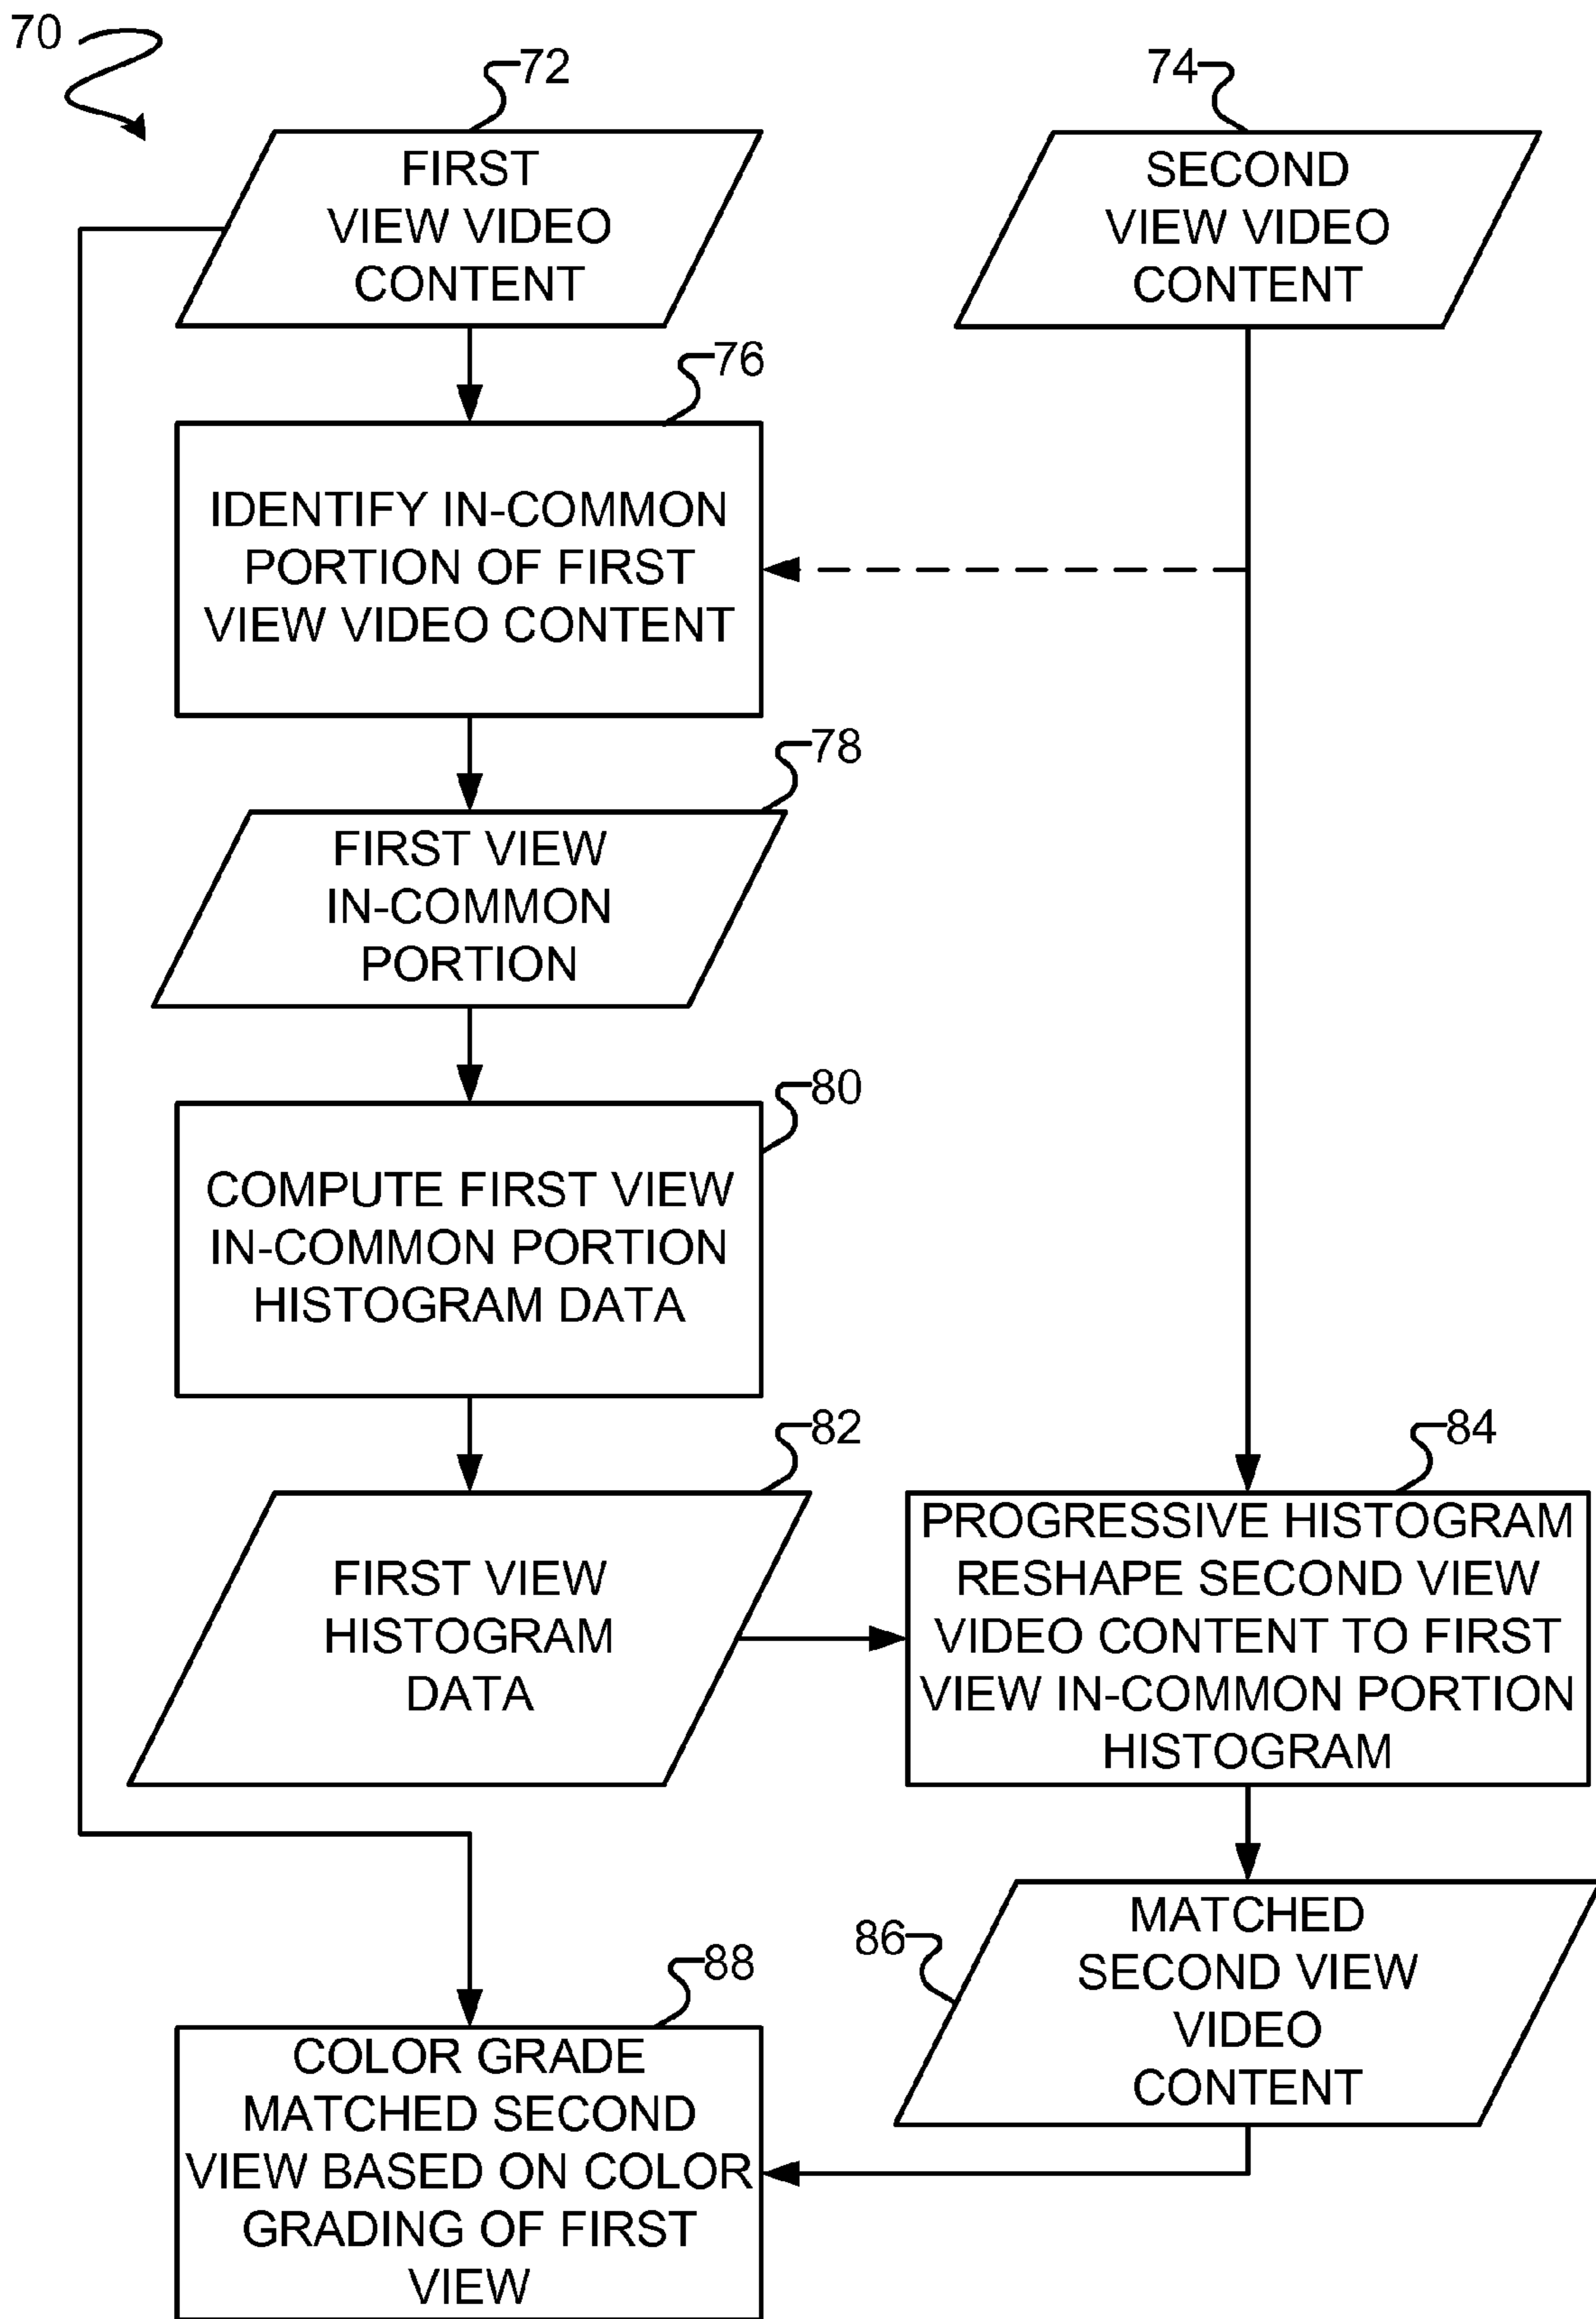 70
72
FIRST
VIEW VIDEO
CONTENT
74
SECOND
VIEW VIDEO
CONTENT
76
IDENTIFY IN-COMMON
PORTION OF FIRST
VIEW VIDEO CONTENT
78
FIRST VIEW
IN-COMMON
PORTION
80
COMPUTE FIRST VIEW
IN-COMMON PORTION
HISTOGRAM DATA
82
FIRST VIEW
HISTOGRAM
DATA
84
PROGRESSIVE HISTOGRAM
RESHAPE SECOND VIEW
VIDEO CONTENT TO FIRST
VIEW IN-COMMON PORTION
HISTOGRAM
86
MATCHED
SECOND VIEW
VIDEO
CONTENT
88
COLOR GRADE
MATCHED SECOND
VIEW BASED ON COLOR
GRADING OF FIRST
VIEW